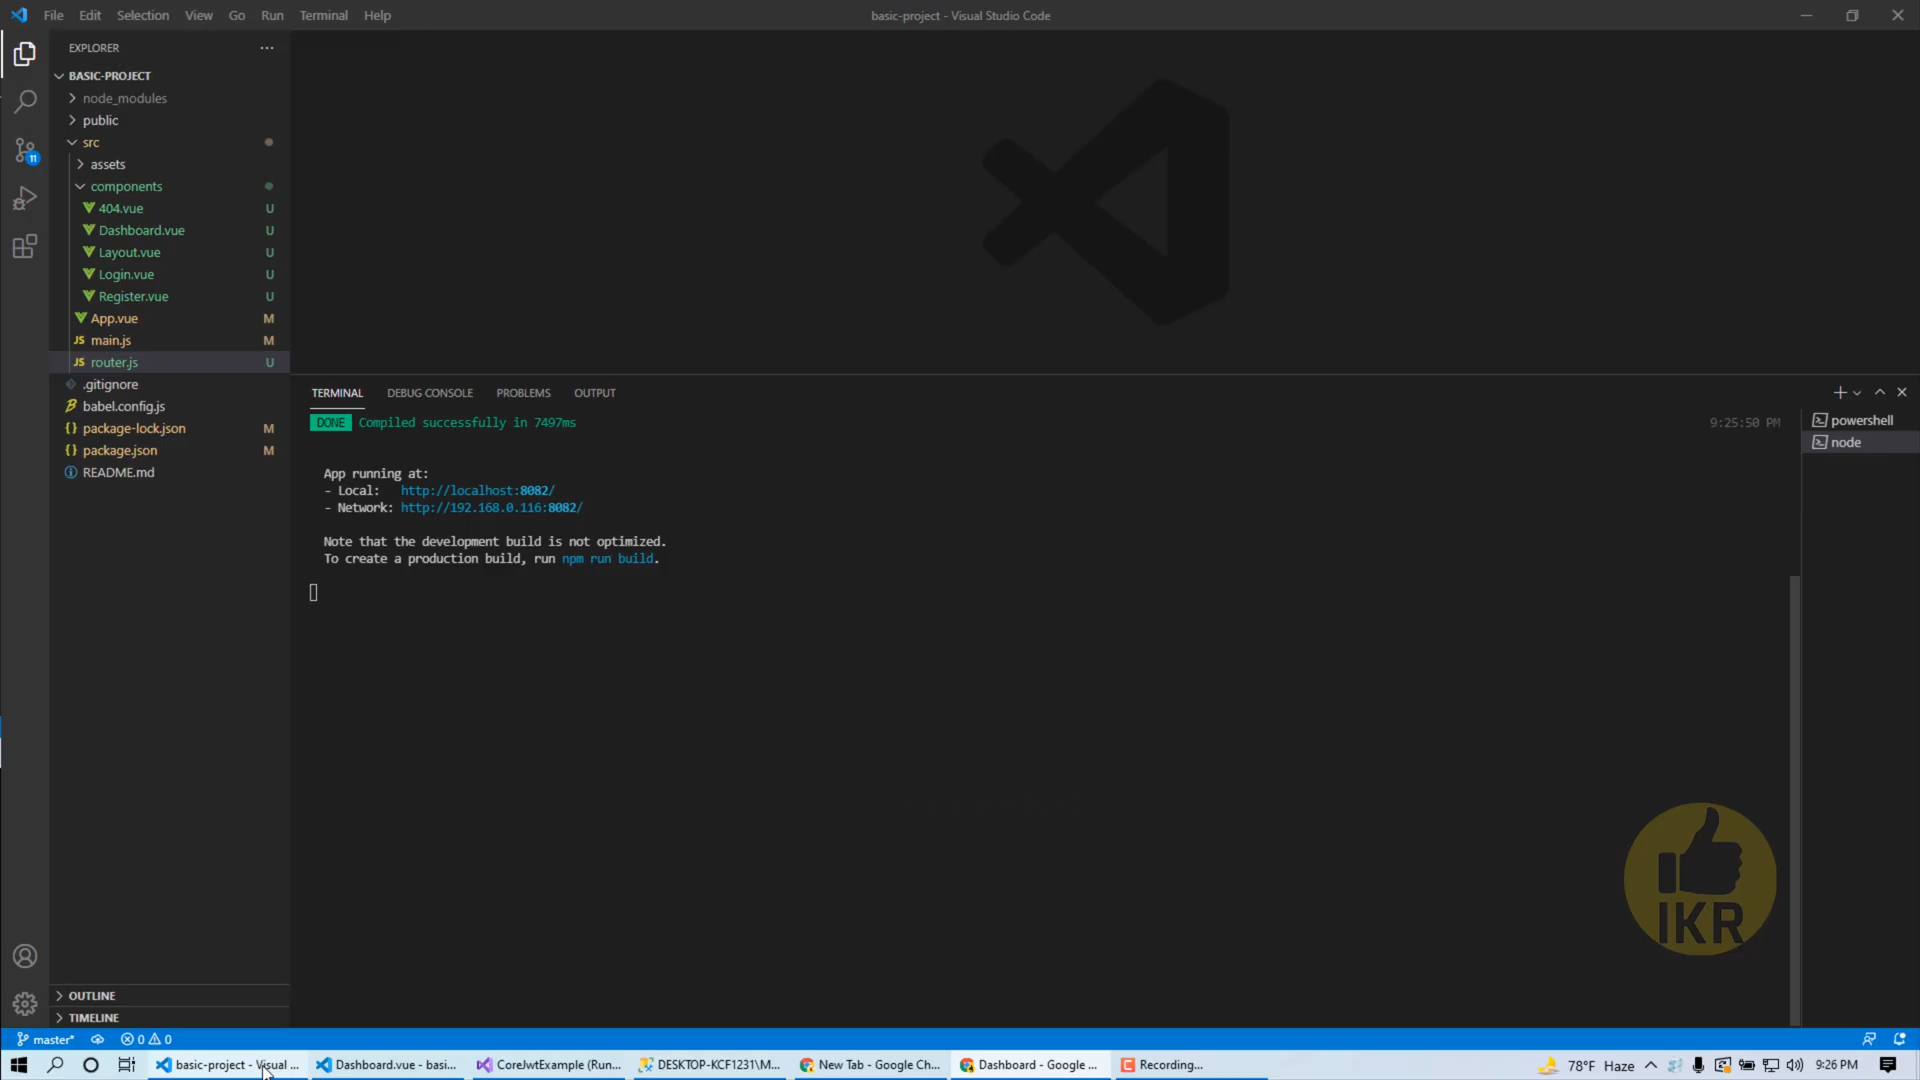 File Edit Selection View Go Run Terminal Help
basic-project - Visual Studio Code
EXPLORER
BASIC-PROJECT
node_modules
public
src
assets
components
404.vue U
Dashboard.vue U
Layout.vue U
Login.vue U
Register.vue U
App.vue M
JS main.js M
JS router.js U
.gitignore
babel.config.js
{} package-lock.json M
{} package.json M
README.md
OUTLINE
TIMELINE
11
TERMINAL DEBUG CONSOLE PROBLEMS OUTPUT
DONE Compiled successfully in 7497ms 9:25:50 PM
App running at:
- Local: http://localhost:8082/
- Network: http://192.168.0.116:8082/
Note that the development build is not optimized.
To create a production build, run npm run build.
powershell
node
IKR
master* 0 0
basic-project - Visual ... Dashboard.vue - basi... CoreJwtExample (Run... DESKTOP-KCF1231\M... New Tab - Google Ch... Dashboard - Google ... Recording... 78°F Haze 9:26 PM